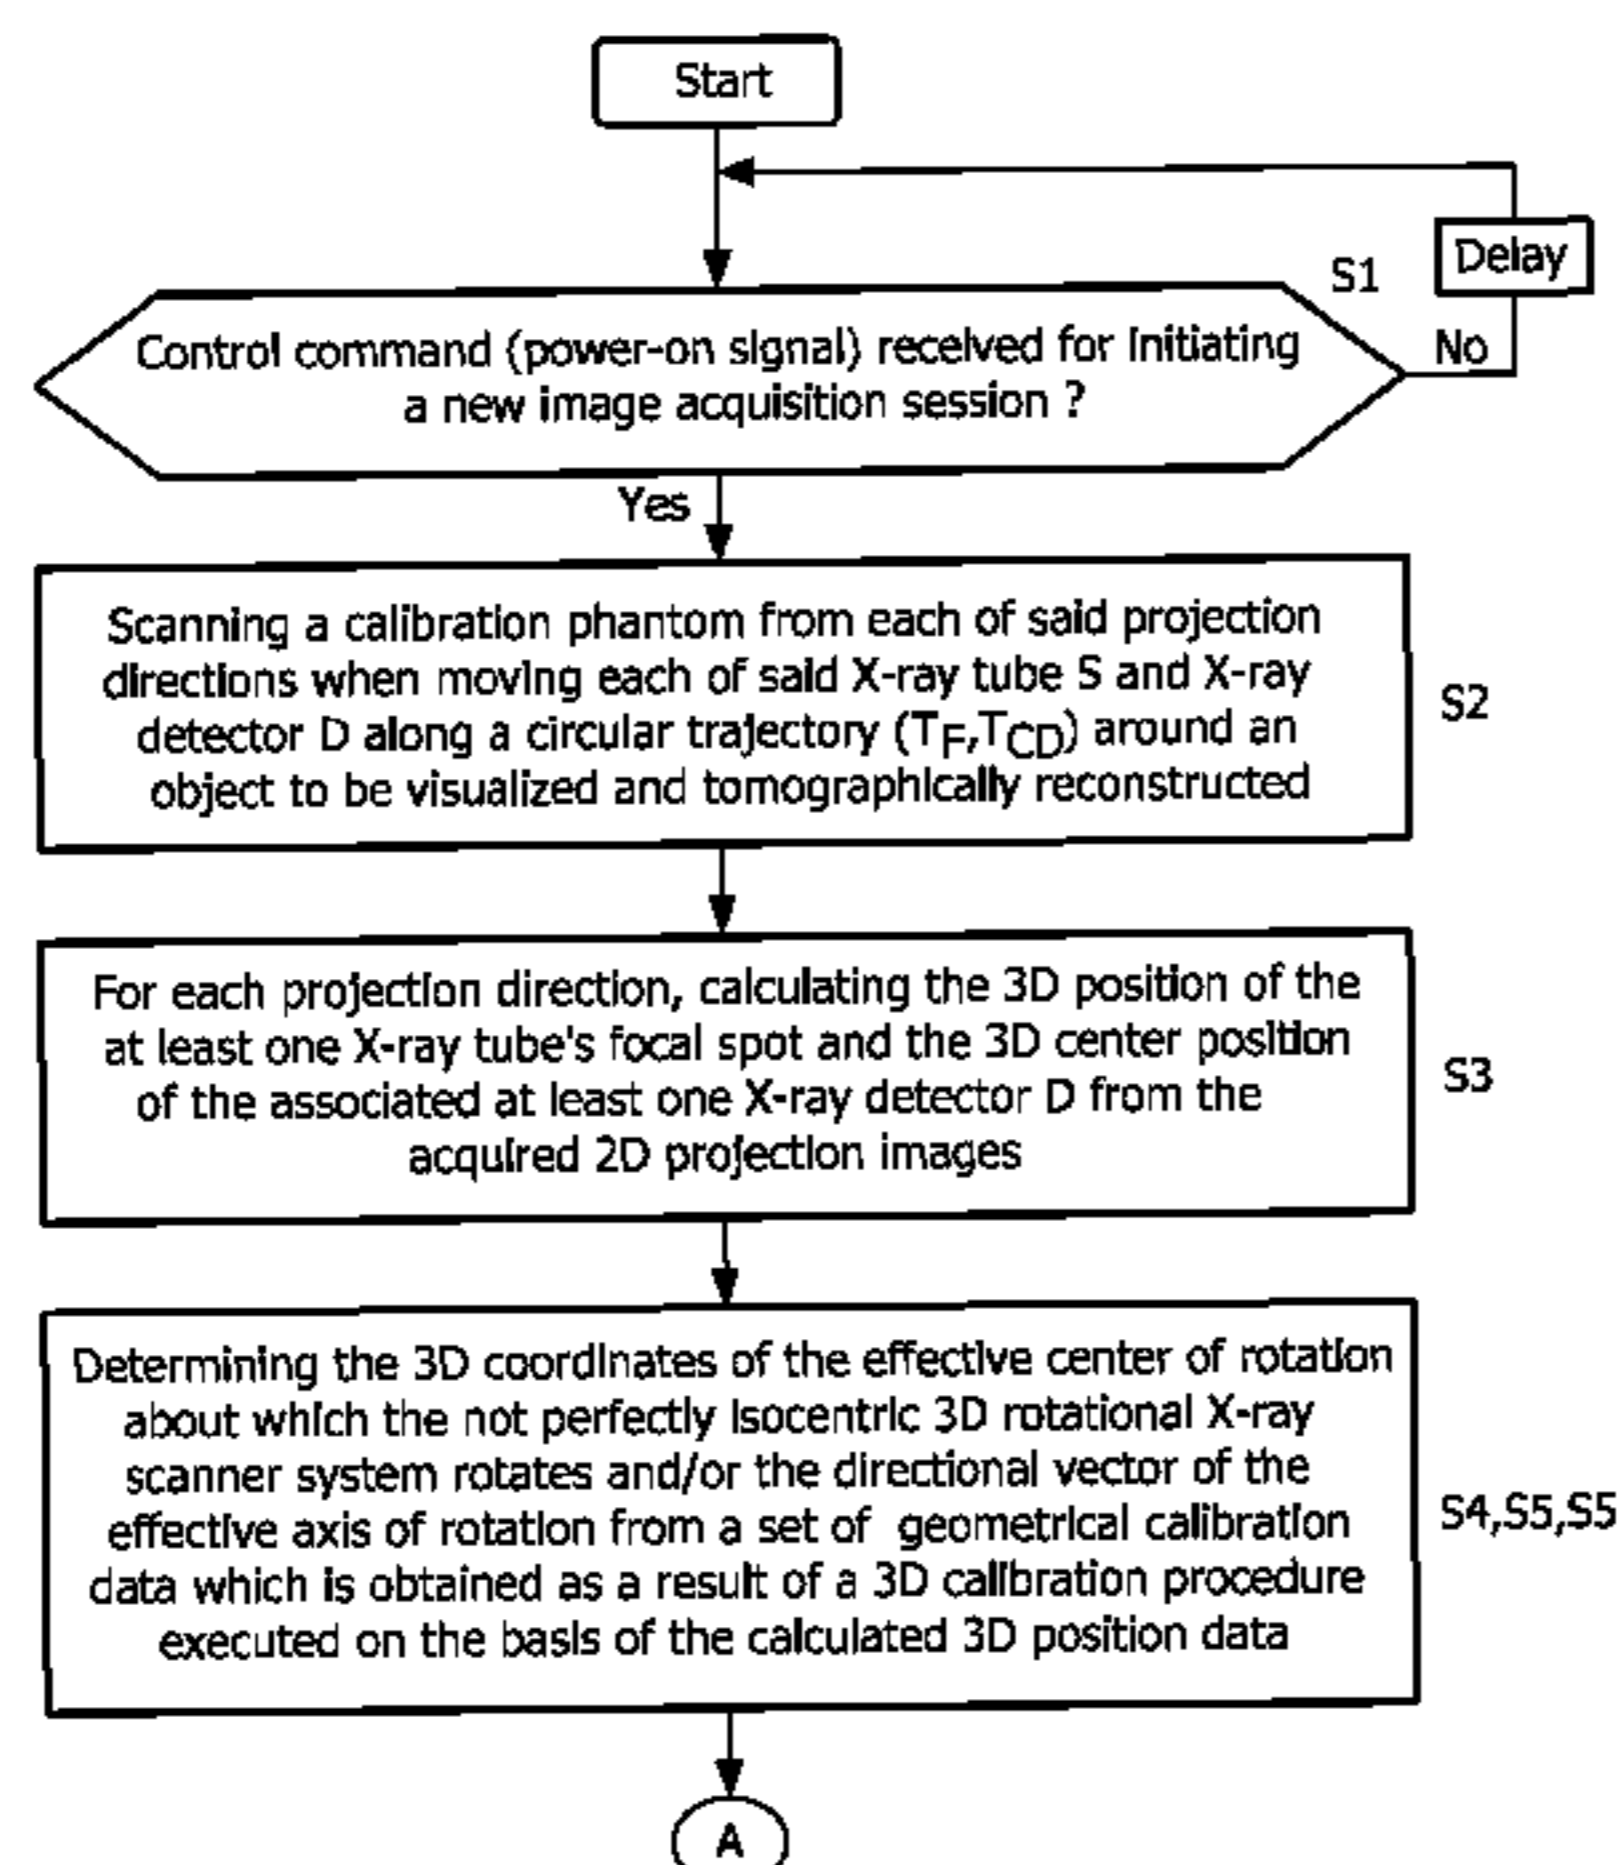 Start
Delay
S1
No
Control command (power-on signal) received for initiating
a new image acquisition session ?
Yes
Scanning a calibration phantom from each of said projection
directions when moving each of said X-ray tube S and X-ray
detector D along a circular trajectory (TF,TCD) around an
object to be visualized and tomographically reconstructed
S2
For each projection direction, calculating the 3D position of the
at least one X-ray tube's focal spot and the 3D center position
of the associated at least one X-ray detector D from the
acquired 2D projection images
S3
Determining the 3D coordinates of the effective center of rotation
about which the not perfectly isocentric 3D rotational X-ray
scanner system rotates and/or the directional vector of the
effective axis of rotation from a set of geometrical calibration
data which is obtained as a result of a 3D calibration procedure
executed on the basis of the calculated 3D position data
S4,S5,S5
A